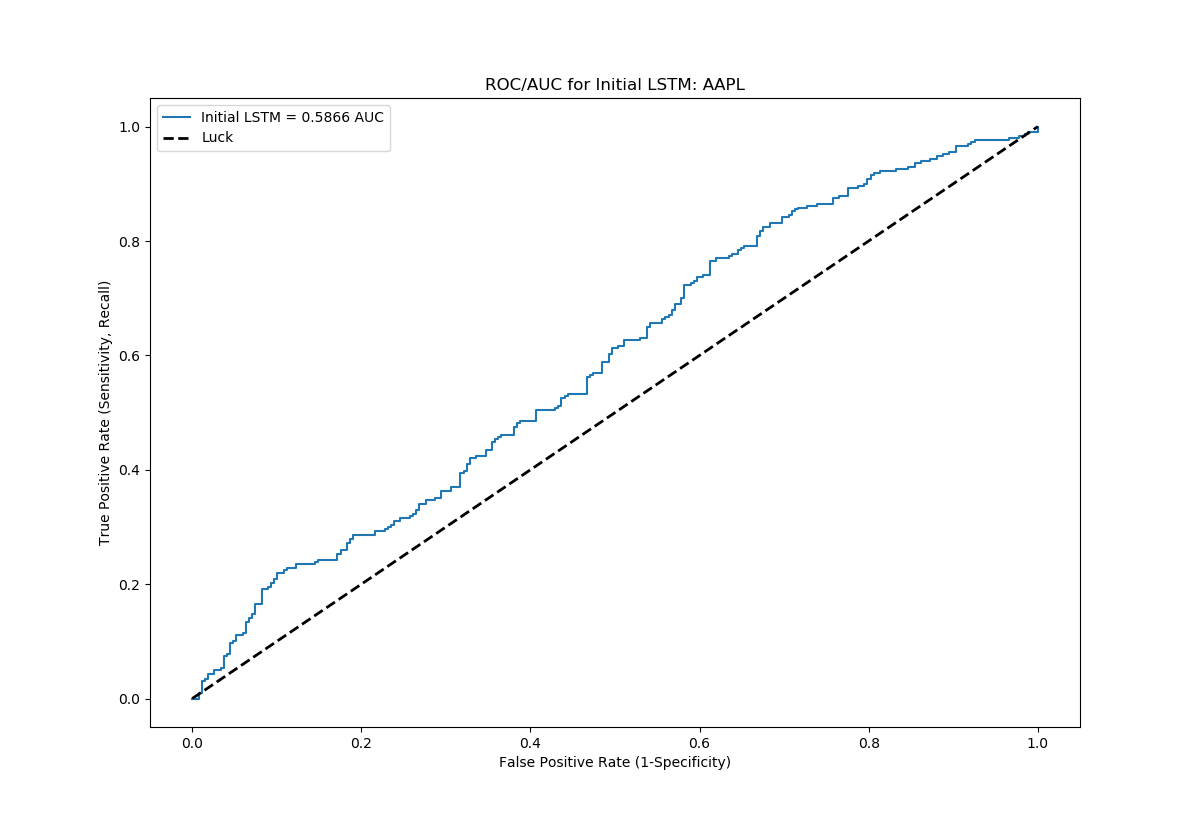 ROC/AUC for Initial LSTM: AAPL
Initial LSTM = 0.5866 AUC
Luck
True Positive Rate (Sensitivity, Recall)
1.0
0.8
0.6
0.4
0.2
0.0
0.0 0.2 0.4 0.6 0.8 1.0
False Positive Rate (1-Specificity)